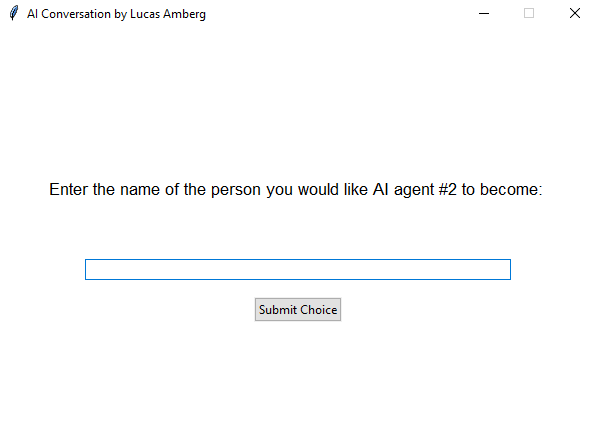 AI Conversation by Lucas Amberg
Enter the name of the person you would like AI agent #2 to become:
Submit Choice